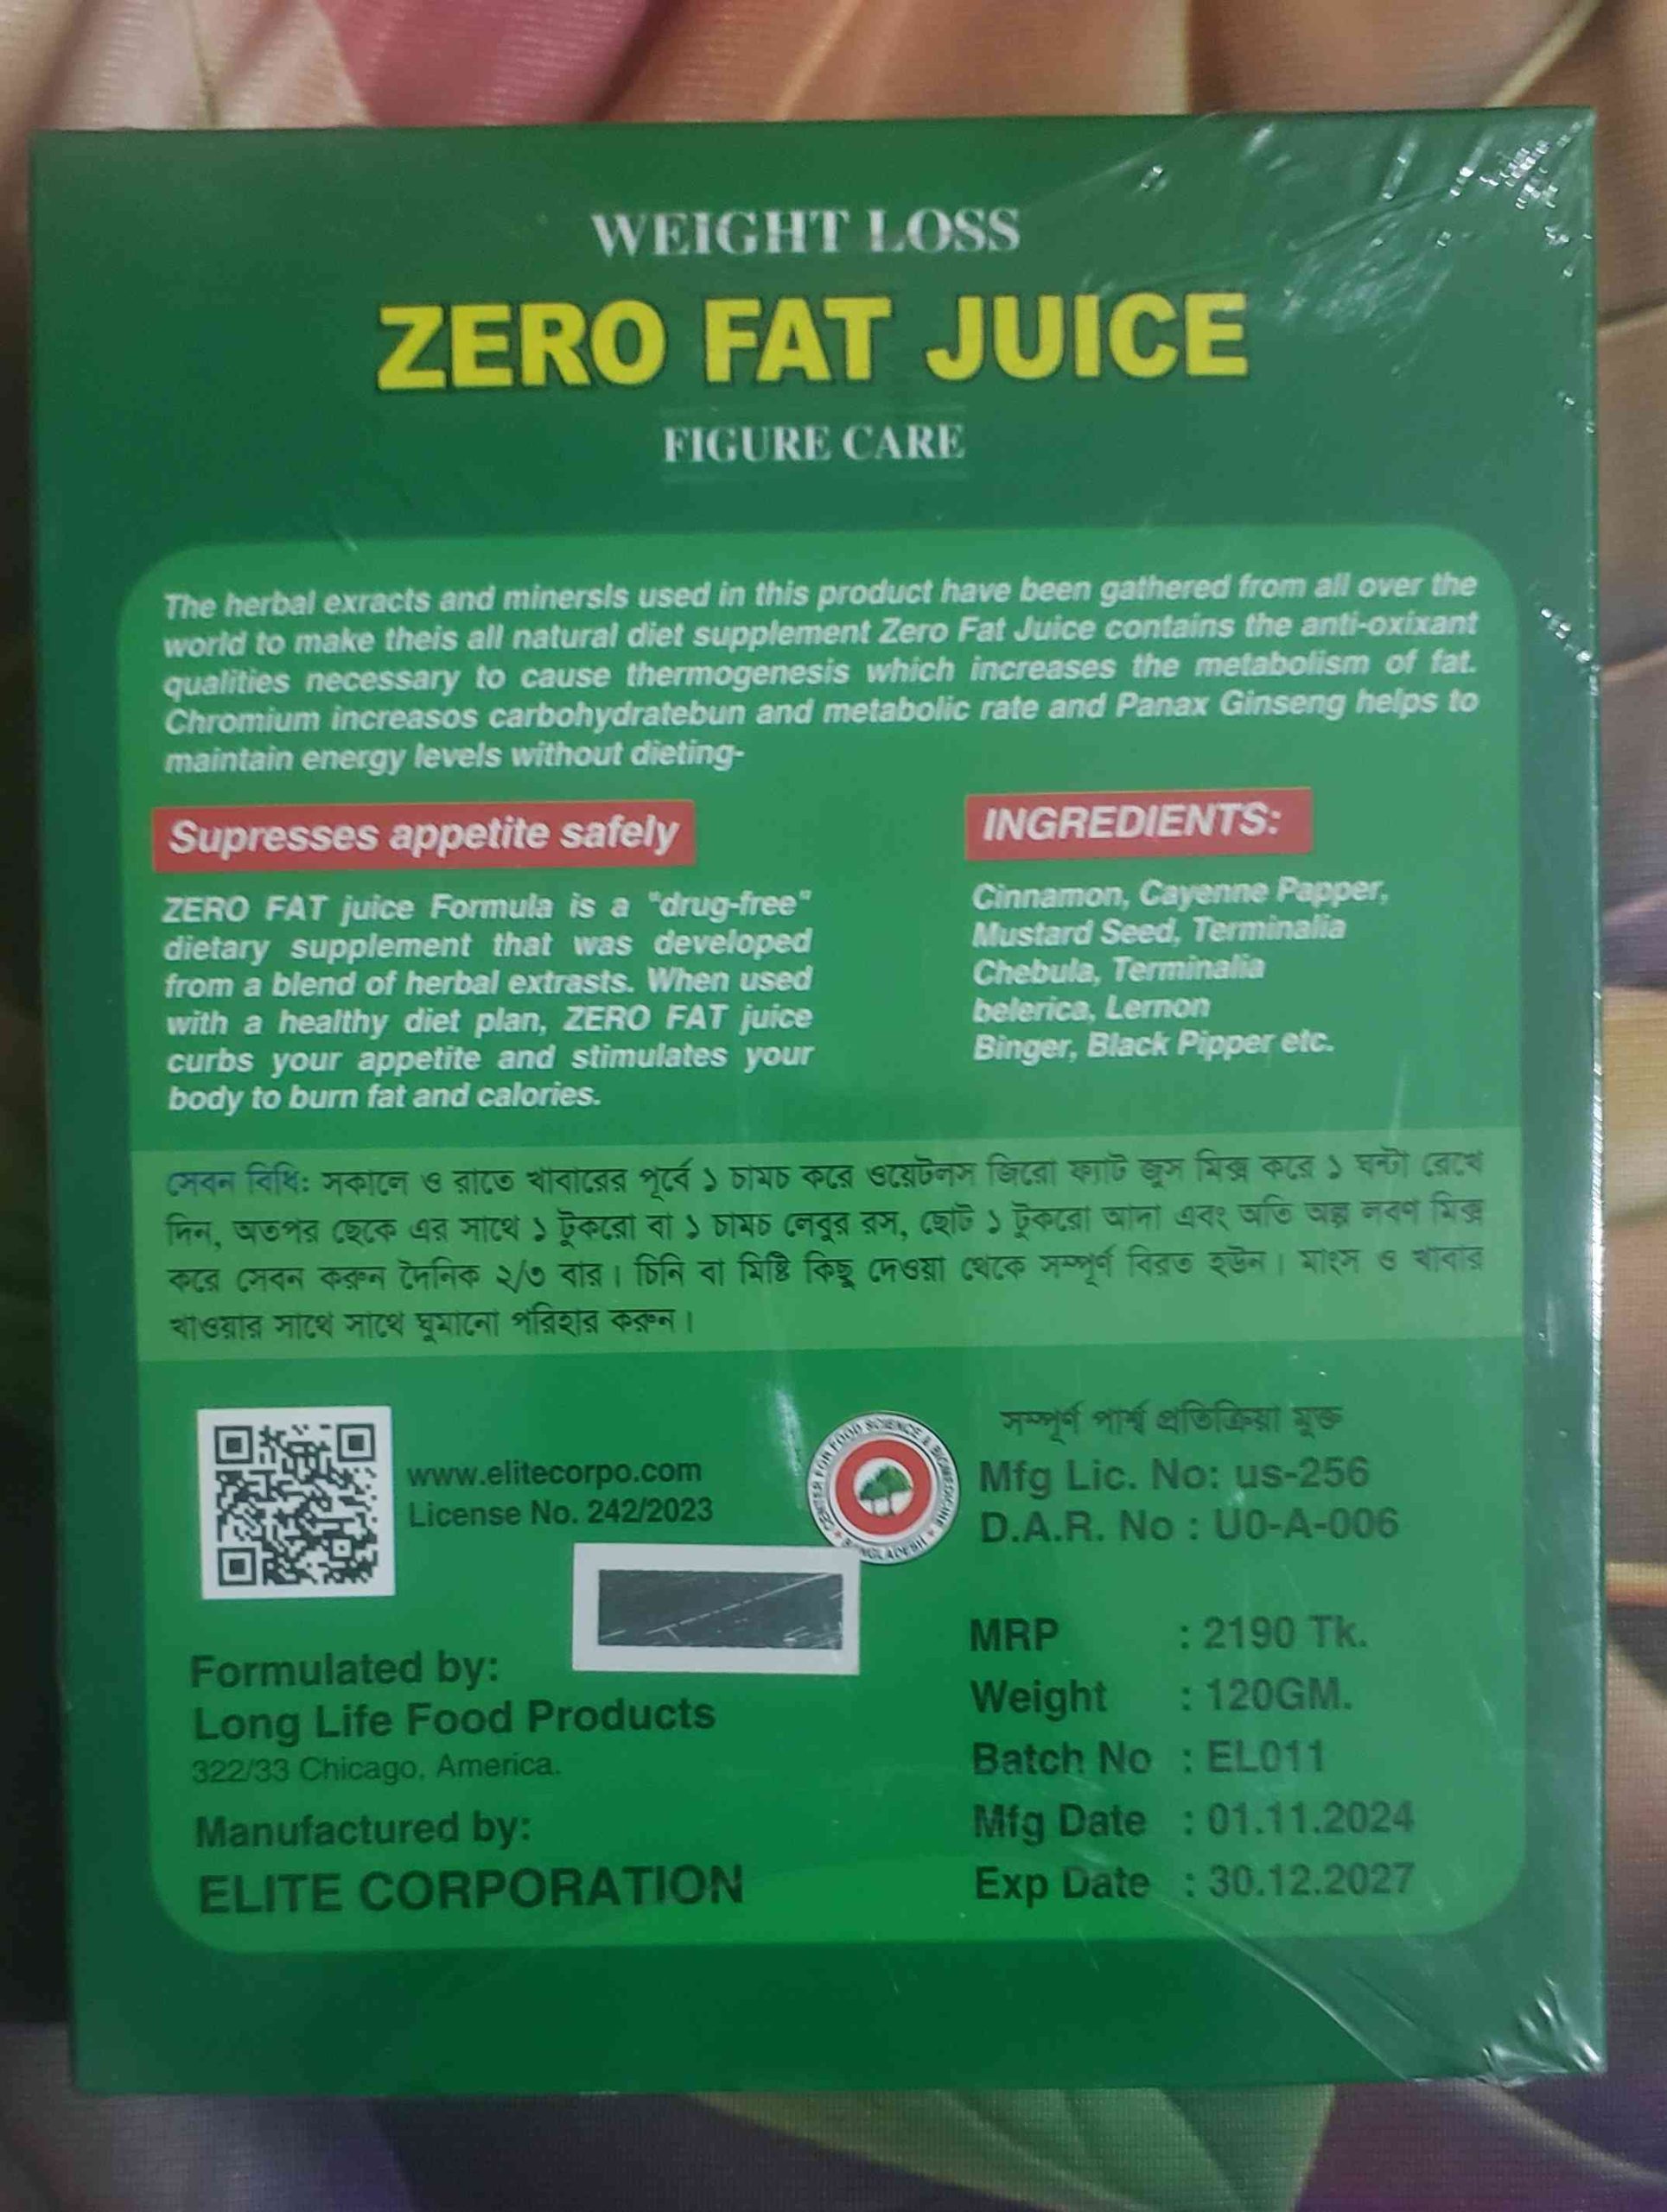 WEIGHT LOSS
ZERO FAT JUICE
FIGURE CARE
The herbal exracts and minersls used in this product have been gathered from all over the
world to make theis all natural diet supplement Zero Fat Juice contains the anti-oxixant
qualities necessary to cause thermogenesis which increases the metabolism of fat.
Chromium increasos carbohydratebun and metabolic rate and Panax Ginseng helps to
maintain energy levels without dieting-
Supresses appetite safely
ZERO FAT juice Formula is a "drug-free"
dietary supplement that was developed
from a blend of herbal extrasts. When used
with a healthy diet plan, ZERO FAT juice
curbs your appetite and stimulates your
body to burn fat and calories.
INGREDIENTS:
Cinnamon, Cayenne Papper,
Mustard Seed, Terminalia
Chebula, Terminalia
belerica, Lernon
Binger, Black Pipper etc.
সেবন বিধি: সকালে ও রাতে খাবারের পূর্বে ১ চামচ করে ওয়েটলস জিরো ফ্যাট জুস মিক্স করে ১ ঘন্টা রেখে
দিন, অতপর ছেকে এর সাথে ১ টুকরো বা ১ চামচ লেবুর রস, ছোট ১ টুকরো আদা এবং অতি অল্প লবণ মিক্স
করে সেবন করুন দৈনিক ২/৩ বার। চিনি বা মিষ্টি কিছু দেওয়া থেকে সম্পূর্ণ বিরত হউন। মাংস ও খাবার
খাওয়ার সাথে সাথে ঘুমানো পরিহার করুন।
www.elitecorpo.com
License No. 242/2023
CENTER FOR FOOD SCIENCE & BIOMEDICINE
BANGLADESH
সম্পূর্ণ পার্শ্ব প্রতিক্রিয়া মুক্ত
Mfg Lic. No: us-256
D.A.R. No : U0-A-006
Formulated by:
Long Life Food Products
322/33 Chicago, America.
Manufactured by:
ELITE CORPORATION
MRP : 2190 Tk.
Weight : 120GM.
Batch No : EL011
Mfg Date : 01.11.2024
Exp Date : 30.12.2027